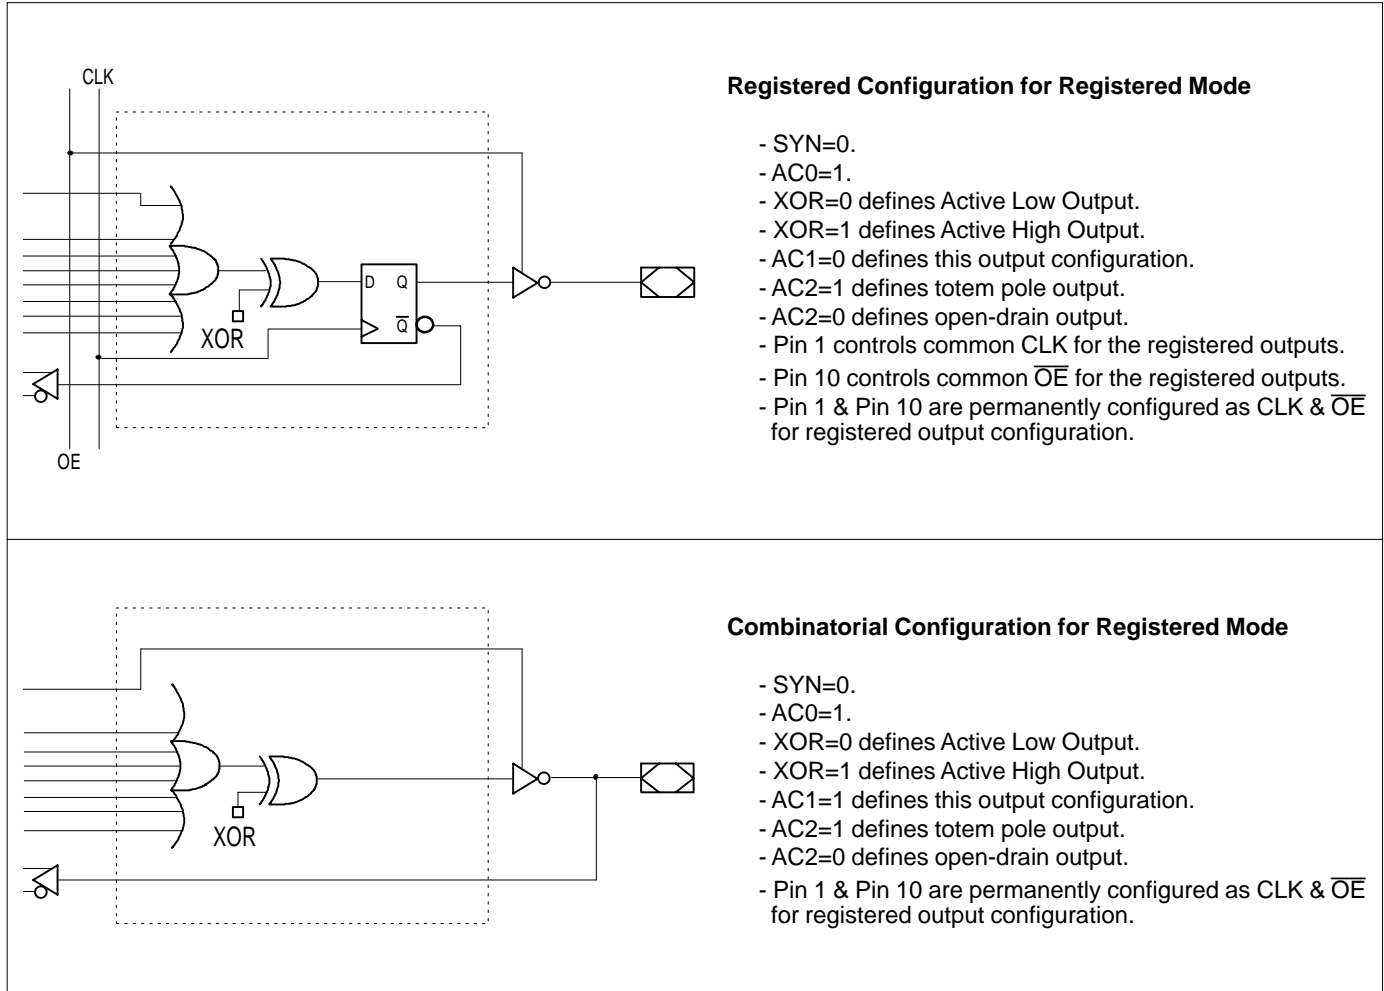 CLK
Registered Configuration for Registered Mode
- SYN=0.
- AC0=1.
- XOR=0 defines Active Low Output.
- XOR=1 defines Active High Output.
- AC1=0 defines this output configuration.
- AC2=1 defines totem pole output.
- AC2=0 defines open-drain output.
- Pin 1 controls common CLK for the registered outputs.
- Pin 10 controls common O̅E̅ for the registered outputs.
- Pin 1 & Pin 10 are permanently configured as CLK & O̅E̅
for registered output configuration.
D Q
Q̅
XOR
OE
Combinatorial Configuration for Registered Mode
- SYN=0.
- AC0=1.
- XOR=0 defines Active Low Output.
- XOR=1 defines Active High Output.
- AC1=1 defines this output configuration.
- AC2=1 defines totem pole output.
- AC2=0 defines open-drain output.
- Pin 1 & Pin 10 are permanently configured as CLK & O̅E̅
for registered output configuration.
XOR